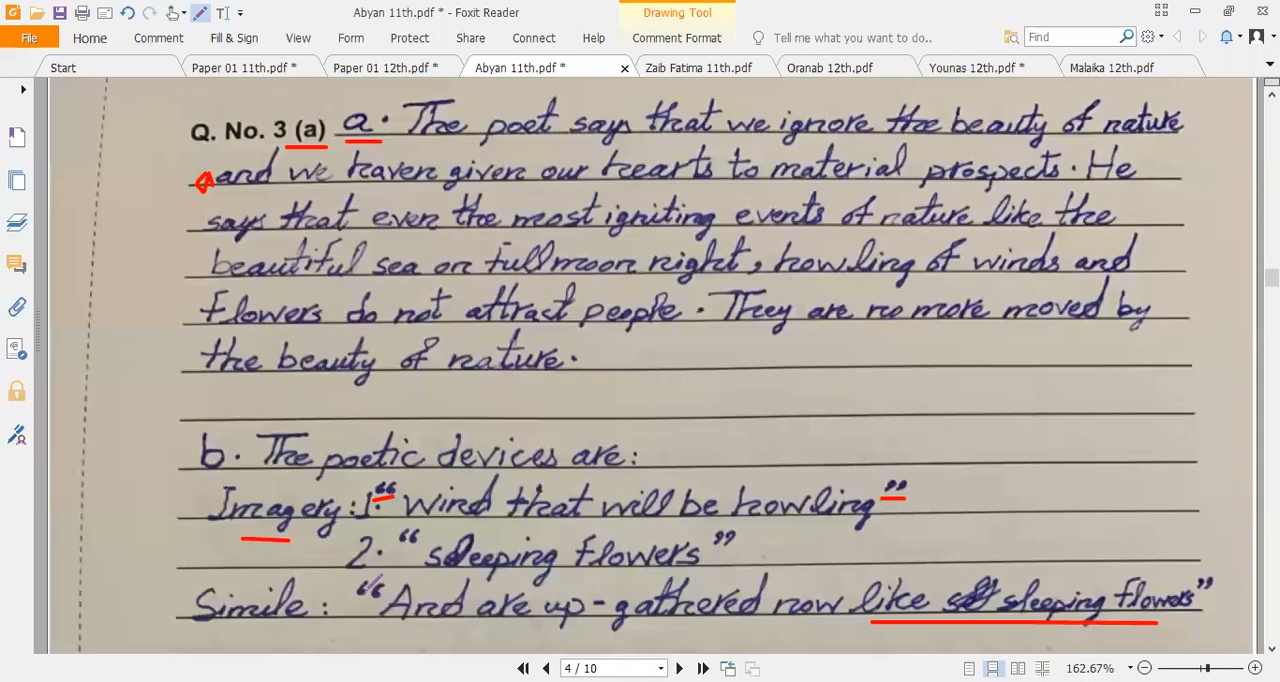 Abyan 11th.pdf * - Foxit Reader
Drawing Tool
File Home Comment Fill & Sign View Form Protect Share Connect Help Comment Format Tell me what you want to do.. Find
Start Paper 01 11th.pdf * Paper 01 12th.pdf * Abyan 11th.pdf * Zaib Fatima 11th.pdf Oranab 12th.pdf Younas 12th.pdf * Malaika 12th.pdf
Q. No. 3 (a) a. The poet says that we ignore the beauty of nature
and we haven given our hearts to material prospects. He
says that even the most igniting events of nature like the
beautiful sea on full moon night, howling of winds and
flowers do not attract people. They are no more moved by
the beauty of nature.
b. The poetic devices are:
Imagery: 1. "Wind that will be howling"
2. "sleeping flowers"
Simile: "And are up-gathered now like sleeping flowers"
4 / 10
162.67%